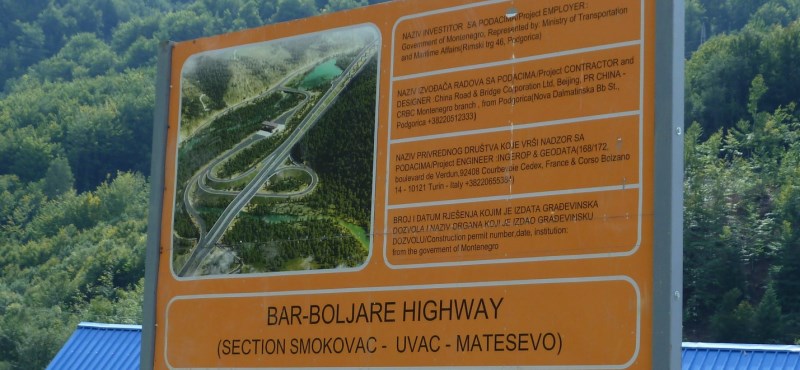 NAZIV INVESTITOR SA PODACIMA/Project EMPLOYER:
Government of Montenegro, Represented by Ministry of Transportation
and Maritime Affairs(Rimski trg 46, Podgorica)
NAZIV IZVOĐAČA RADOVA SA PODACIMA/Project CONTRACTOR and
DESIGNER :China Road & Bridge Corporation Ltd, Beijing, PR CHINA -
CRBC Montenegro branch , from Podgorica(Nova Dalmatinska Bb St.,
Podgorica +38220512333)
NAZIV PRIVREDNOG DRUŠTVA KOJE VRŠI NADZOR SA
PODACIMA/Project ENGINEER :INGEROP & GEODATA(168/172,
boulevard de Verdun,92408 Courbevoie Cedex, France & Corso Bolzano
14 - 10121 Turin - Italy
BROJ I DATUM RJEŠENJA KOJIM JE IZDATA GRAĐEVINSKA
DOZVOLA I NAZIV ORGANA KOJI JE IZDAO GRAĐEVINSKU
DOZVOLU/Construction permit number,date, institution:
from the goverment of Montenegro
BAR-BOLJARE HIGHWAY
(SECTION SMOKOVAC - UVAC - MATESEVO)